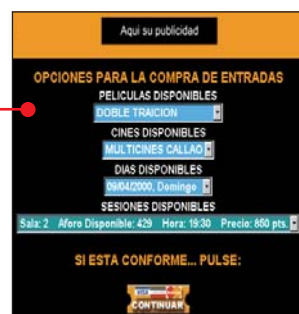 Aqui su publicidad
OPCIONES PARA LA COMPRA DE ENTRADAS
PELICULAS DISPONIBLES
DOBLE TRAICION
CINES DISPONIBLES
MULTICINES CALLAO
DIAS DISPONIBLES
09/04/2000, Domingo
SESIONES DISPONIBLES
Sala: 2 Aforo Disponible: 429 Hora: 19:30 Precio: 850 pts.
SI ESTA CONFORME... PULSE:
VISA
CONTINUAR